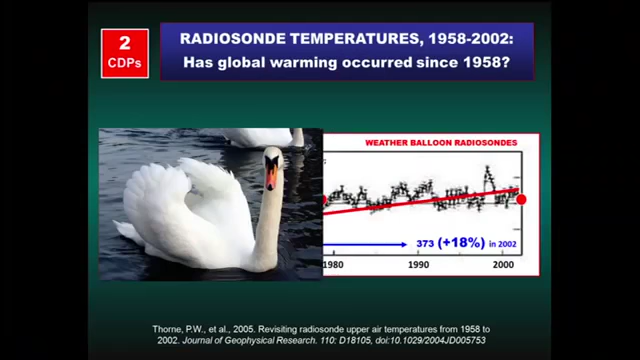 2
CDPs
RADIOSONDE TEMPERATURES, 1958-2002:
Has global warming occurred since 1958?
WEATHER BALLOON RADIOSONDES
373 (+18%) in 2002
1980 1990 2000
Thorne, P.W., et al., 2005. Revisiting radiosonde upper air temperatures from 1958 to
2002. Journal of Geophysical Research. 110: D18105, doi:10.1029/2004JD005753